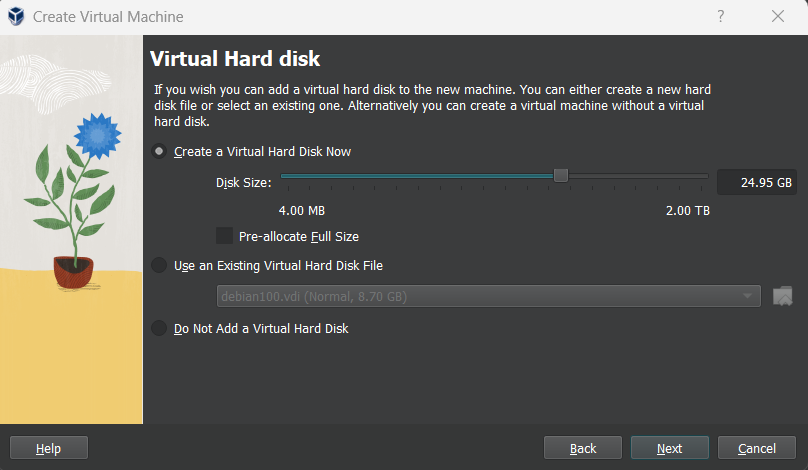 Create Virtual Machine
?
Virtual Hard disk
If you wish you can add a virtual hard disk to the new machine. You can either create a new hard
disk file or select an existing one. Alternatively you can create a virtual machine without a virtual
hard disk.
Create a Virtual Hard Disk Now
Disk Size:
24.95 GB
4.00 MB
2.00 TB
Pre-allocate Full Size
Use an Existing Virtual Hard Disk File
debian100.vdi (Normal, 8.70 GB)
Do Not Add a Virtual Hard Disk
Help
Back
Next
Cancel